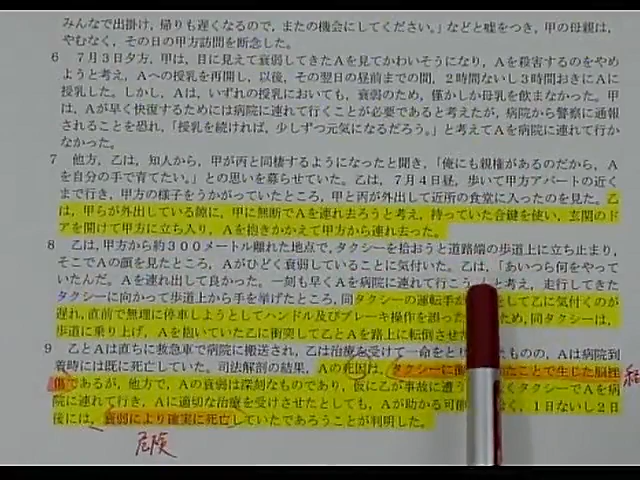 みんなで出掛け，帰りも遅くなるので，またの機会にしてください。」などと嘘をつき，甲の母親は，
やむなく，その日の甲方訪問を断念した。
6 7月3日夕方，甲は，目に見えて衰弱してきたAを見てかわいそうになり，Aを殺害するのをやめ
ようと考え，Aへの授乳を再開し，以後，その翌日の昼前までの間，2時間ないし3時間おきにAに
授乳した。しかし，Aは，いずれの授乳においても，衰弱のため，僅かしか母乳を飲まなかった。甲
は，Aが早く快復するためには病院に連れて行くことが必要であると考えたが，病院から警察に通報
されることを恐れ，「授乳を続ければ，少しずつ元気になるだろう。」と考えてAを病院に連れて行か
なかった。
7 他方，乙は，知人から，甲が丙と同棲するようになったと聞き，「俺にも親権があるのだから，A
を自分の手で育てたい。」との思いを募らせていた。乙は，7月4日昼，歩いて甲方アパートの近く
まで行き，甲方の様子をうかがっていたところ，甲と丙が外出して近所の食堂に入ったのを見た。乙
は，甲らが外出している隙に，甲に無断でAを連れ去ろうと考え，持っていた合鍵を使い，玄関のド
アを開けて甲方に立ち入り，Aを抱きかかえて甲方から連れ去った。
8 乙は，甲方から約300メートル離れた地点で，タクシーを拾おうと道路端の歩道上に立ち止まり，
そこでAの顔を見たところ，Aがひどく衰弱していることに気付いた。乙は，「あいつら何をやって
いたんだ。Aを連れ出して良かった。一刻も早くAを病院に連れて行こう。」と考え，走行してきた
タクシーに向かって歩道上から手を挙げたところ，同タクシーの運転手が をして乙に気付くのが
遅れ，直前で無理に停車しようとしてハンドル及びブレーキ操作を誤った ため，同タクシーは，
歩道に乗り上げ，Aを抱いていた乙に衝突して乙とAを路上に転倒させ
9 乙とAは直ちに救急車で病院に搬送され，乙は治療を受けて一命をと ものの，Aは病院到
着時には既に死亡していた。司法解剖の結果，Aの死因は，タクシーに衝 たことで生じた脳挫
傷であるが，他方で，Aの衰弱は深刻なものであり，仮に乙が事故に遭う なくタクシーでAを病
院に連れて行き，Aに適切な治療を受けさせたとしても，Aが助かる可能 なく，1日ないし2日
後には，衰弱により確実に死亡していたであろうことが判明した。
危険